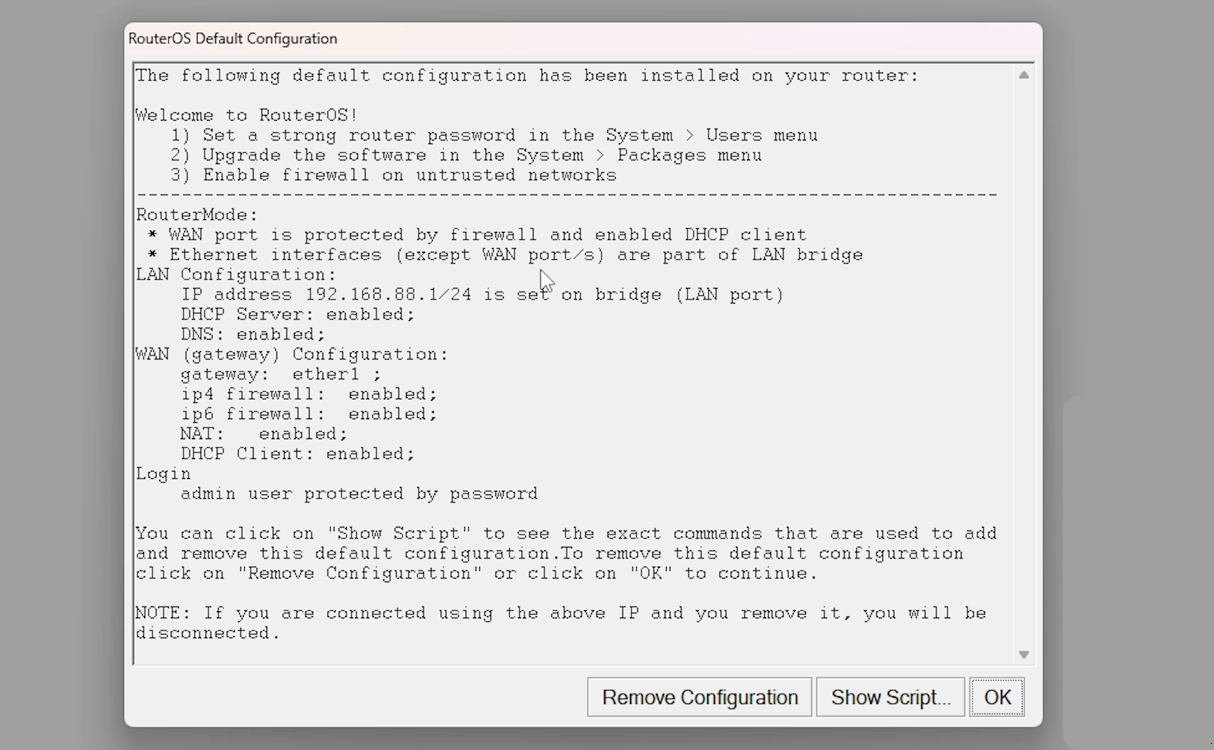 RouterOS Default Configuration
The following default configuration has been installed on your router:
Welcome to RouterOS!
1) Set a strong router password in the System > Users menu
2) Upgrade the software in the System > Packages menu
3) Enable firewall on untrusted networks
-----------------------------------------------------------------------------
RouterMode:
* WAN port is protected by firewall and enabled DHCP client
* Ethernet interfaces (except WAN port/s) are part of LAN bridge
LAN Configuration:
IP address 192.168.88.1/24 is set on bridge (LAN port)
DHCP Server: enabled;
DNS: enabled;
WAN (gateway) Configuration:
gateway: ether1 ;
ip4 firewall: enabled;
ip6 firewall: enabled;
NAT: enabled;
DHCP Client: enabled;
Login
admin user protected by password
You can click on "Show Script" to see the exact commands that are used to add
and remove this default configuration.To remove this default configuration
click on "Remove Configuration" or click on "OK" to continue.
NOTE: If you are connected using the above IP and you remove it, you will be
disconnected.
Remove Configuration Show Script... OK